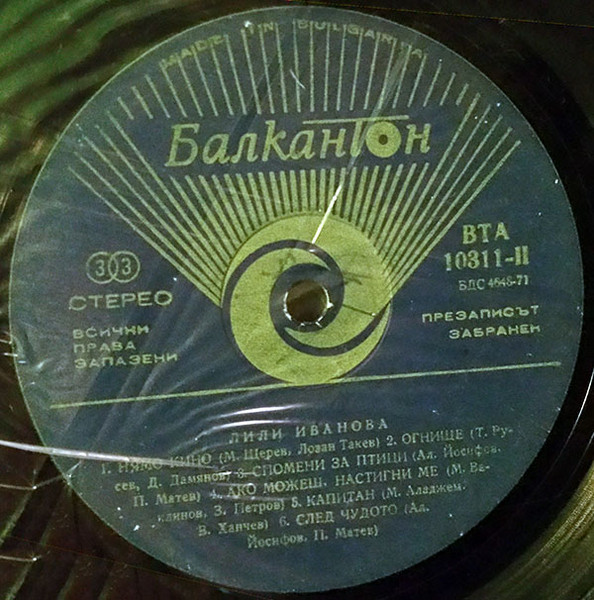 MADE IN BULGARIA
Балкантон
33
СТЕРЕО
ВСИЧКИ
ПРАВА
ЗАПАЗЕНИ
ВТА
10311-II
БДС 4648-71
ПРЕЗАПИСЪТ
ЗАБРАНЕН
ЛИЛИ ИВАНОВА
1. НЯМО КИНО (М. Щерев, Лозан Такев) 2. ОГНИЩЕ (Т. Ру-
сев, Д. Дамянов) 3. СПОМЕНИ ЗА ПТИЦИ (Ал. Йосифов,
П. Матев) 4. АКО МОЖЕШ, НАСТИГНИ МЕ (М. Ва-
клинов, З. Петров) 5. КАПИТАН (М. Аладжем,
В. Ханчев) 6. СЛЕД ЧУДОТО (Ал.
Йосифов, П. Матев)